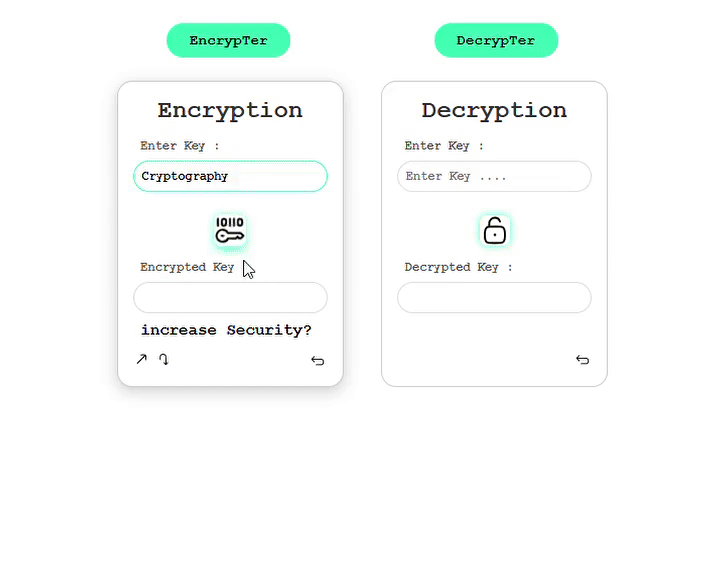 EncrypTer
DecrypTer
Encryption
Enter Key :
Cryptography
10110
Encrypted Key
increase Security?
Decryption
Enter Key :
Enter Key ....
Decrypted Key :